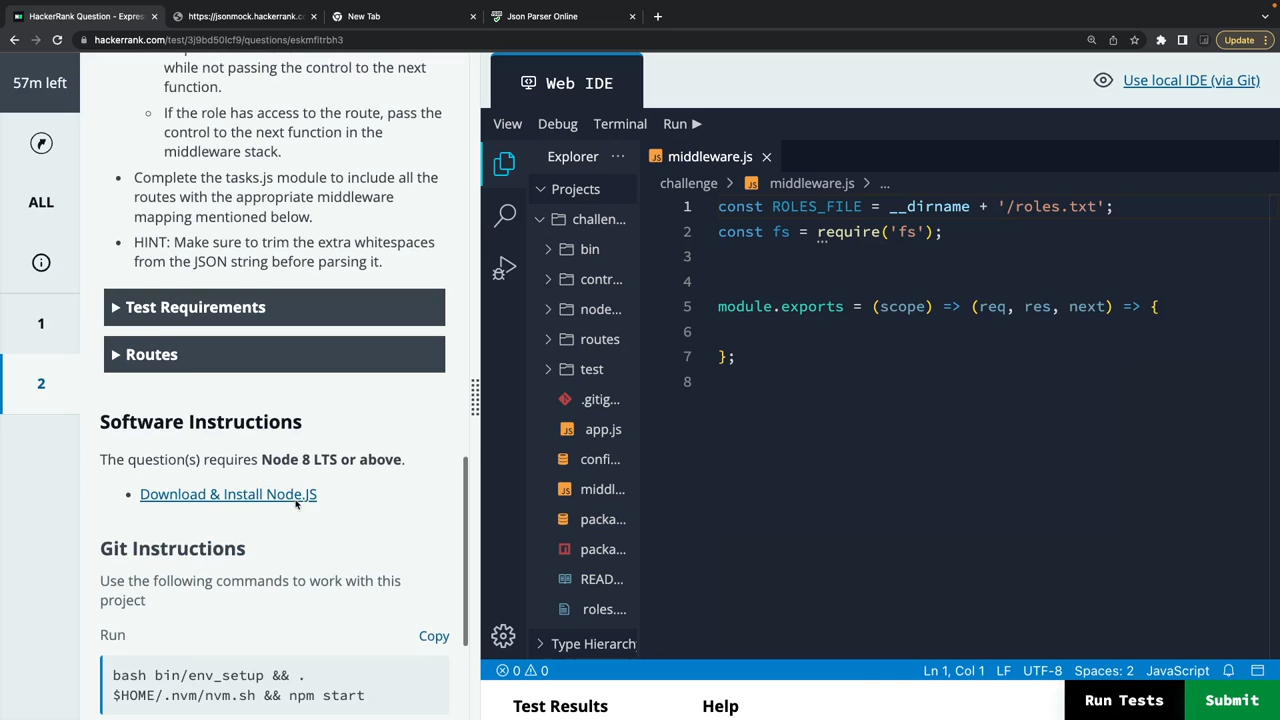 HackerRank Question - Expres
https://jsonmock.hackerrank.c
New Tab
Json Parser Online
hackerrank.com/test/3j9bd50lcf9/questions/eskmfitrbh3
Update
57m left
ALL
1
2
while not passing the control to the next
function.
If the role has access to the route, pass the
control to the next function in the
middleware stack.
Complete the tasks.js module to include all the
routes with the appropriate middleware
mapping mentioned below.
HINT: Make sure to trim the extra whitespaces
from the JSON string before parsing it.
Test Requirements
Routes
Software Instructions
The question(s) requires Node 8 LTS or above.
Download & Install Node.JS
Git Instructions
Use the following commands to work with this
project
Run
Copy
bash bin/env_setup && .
$HOME/.nvm/nvm.sh && npm start
Web IDE
Use local IDE (via Git)
View Debug Terminal Run
Explorer ...
Projects
challen...
bin
contr...
node...
routes
test
.gitig...
app.js
confi...
middl...
packa...
packa...
READ...
roles....
Type Hierarch
middleware.js
challenge > middleware.js > ...
1 const ROLES_FILE = __dirname + '/roles.txt';
2 const fs = require('fs');
3
4
5 module.exports = (scope) => (req, res, next) => {
6
7 };
8
0 0
Ln 1, Col 1 LF UTF-8 Spaces: 2 JavaScript
Test Results
Help
Run Tests
Submit